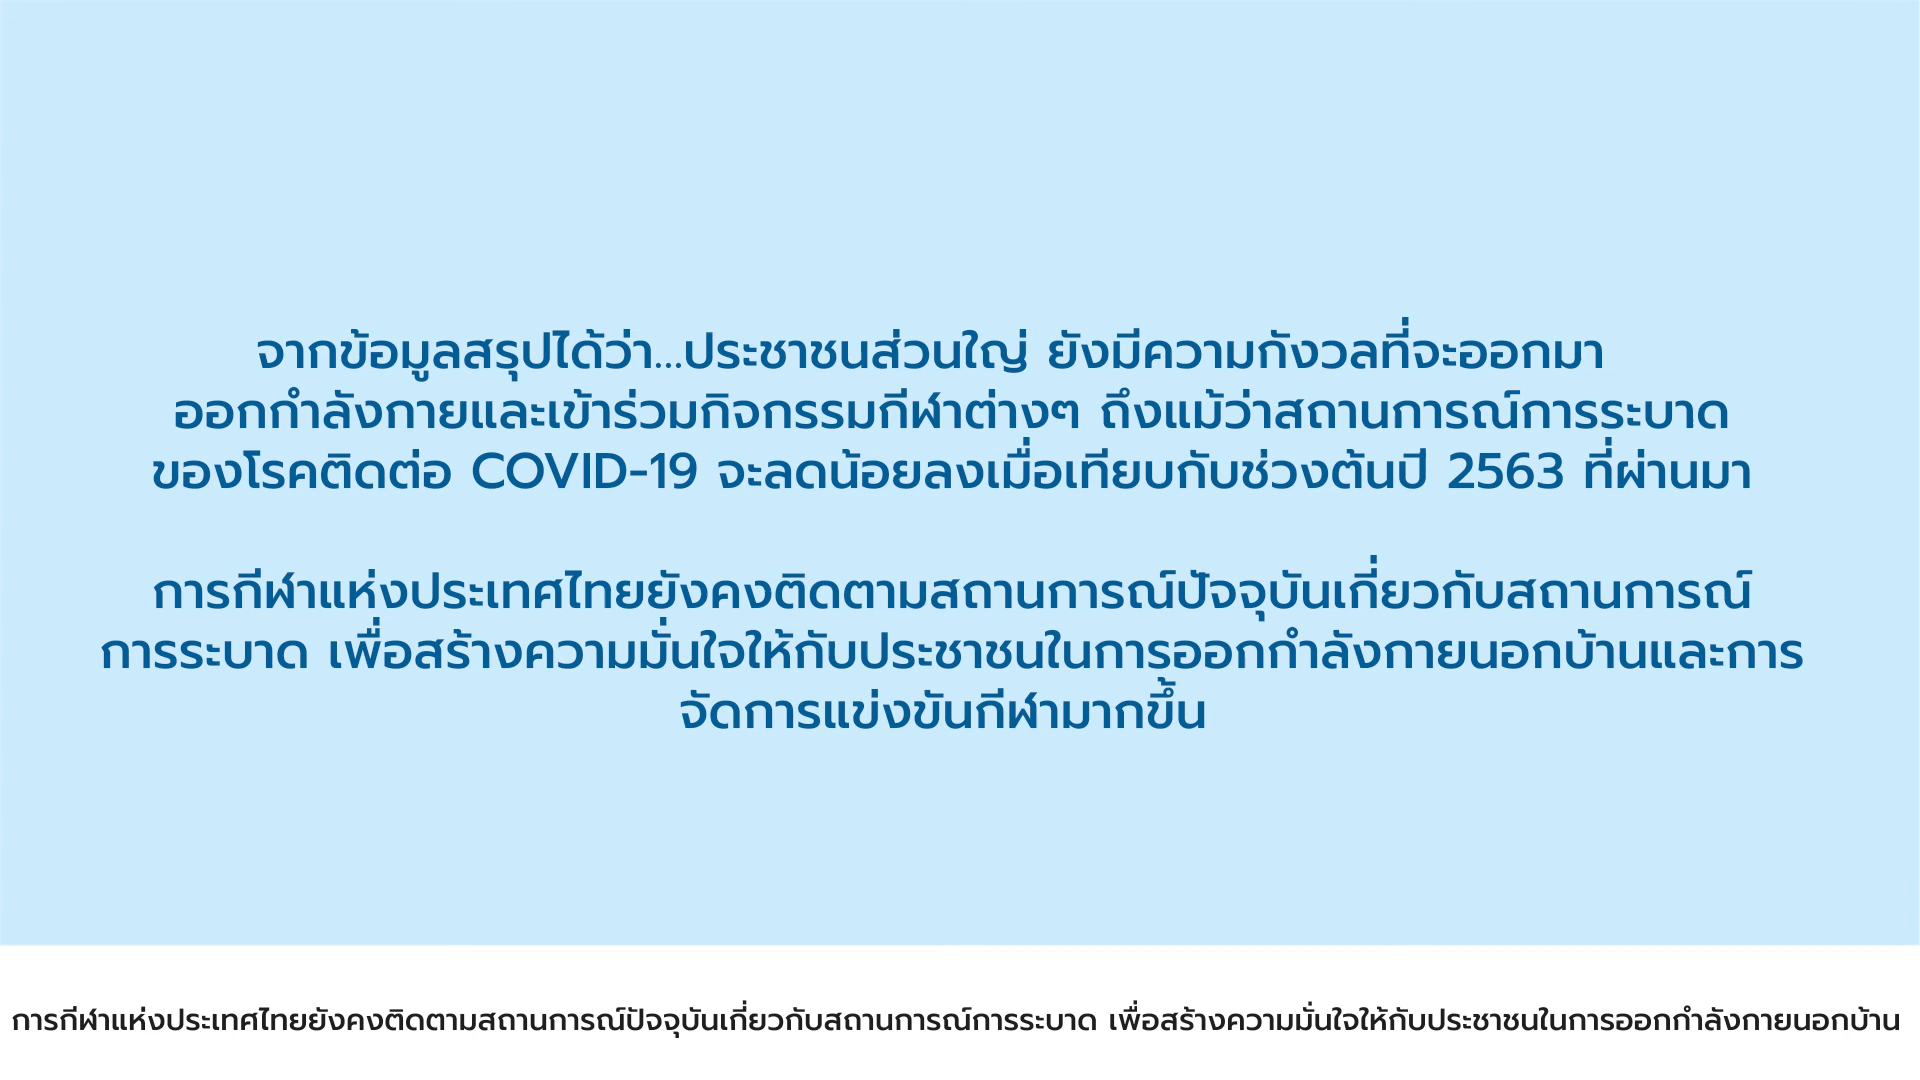 จากข้อมูลสรุปได้ว่า...ประชาชนส่วนใหญ่ ยังมีความกังวลที่จะออกมา
ออกกำลังกายและเข้าร่วมกิจกรรมกีฬาต่างๆ ถึงแม้ว่าสถานการณ์การระบาด
ของโรคติดต่อ COVID-19 จะลดน้อยลงเมื่อเทียบกับช่วงต้นปี 2563 ที่ผ่านมา
การกีฬาแห่งประเทศไทยยังคงติดตามสถานการณ์ปัจจุบันเกี่ยวกับสถานการณ์
การระบาด เพื่อสร้างความมั่นใจให้กับประชาชนในการออกกำลังกายนอกบ้านและการ
จัดการแข่งขันกีฬามากขึ้น
การกีฬาแห่งประเทศไทยยังคงติดตามสถานการณ์ปัจจุบันเกี่ยวกับสถานการณ์การระบาด เพื่อสร้างความมั่นใจให้กับประชาชนในการออกกำลังกายนอกบ้าน